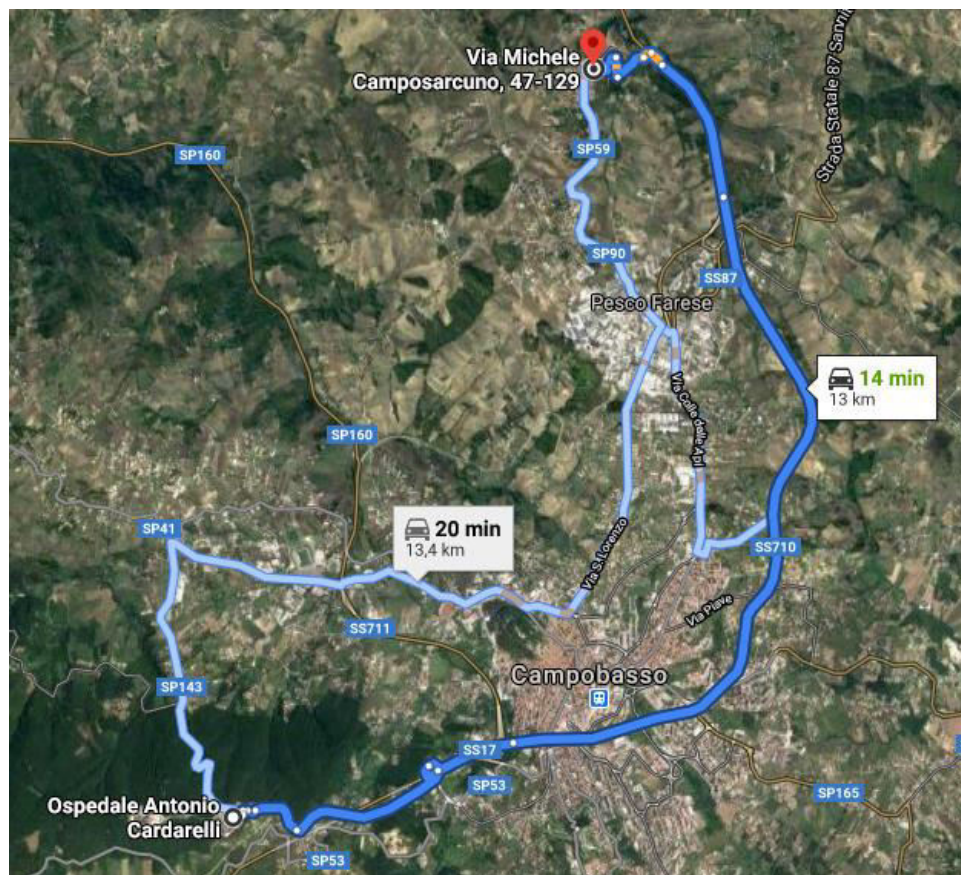 Via Michele
Camposarcuno, 47-129
SP160
SP59
Strada Statale 87 Sannit
SP90
SS87
Pesco Farese
14 min
13 km
Via Colle delle Api
SP160
20 min
13,4 km
SP41
Via S. Lorenzo
SS710
SS711
Via Piave
Campobasso
SP143
SS17
SP53
SP165
Ospedale Antonio
Cardarelli
SP53